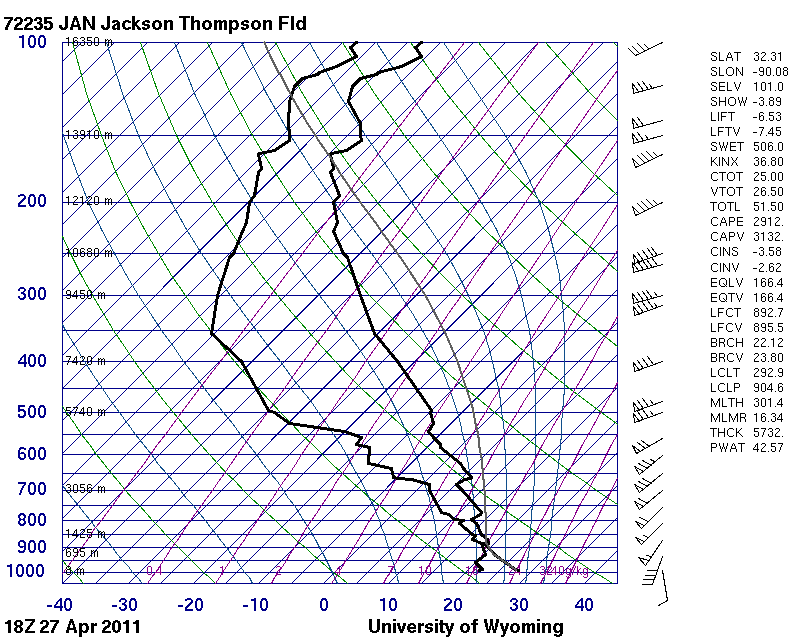 72235 JAN Jackson Thompson Fld
100 16350 m
13910 m
200 12120 m
10680 m
300 9450 m
400 7420 m
500 5740 m
600
700 3056 m
800
1425 m
900
695 m
1000
0.4 1 2 4 7 10 16 24 32 40g/kg
-40 -30 -20 -10 0 10 20 30 40
18Z 27 Apr 2011 University of Wyoming
SLAT 32.31
SLON -90.08
SELV 101.0
SHOW -3.89
LIFT -6.53
LFTV -7.45
SWET 506.0
KINX 36.80
CTOT 25.00
VTOT 26.50
TOTL 51.50
CAPE 2912.
CAPV 3132.
CINS -3.58
CINV -2.62
EQLV 166.4
EQTV 166.4
LFCT 892.7
LFCV 895.5
BRCH 22.12
BRCV 23.80
LCLT 292.9
LCLP 904.6
MLTH 301.4
MLMR 16.34
THCK 5732.
PWAT 42.57